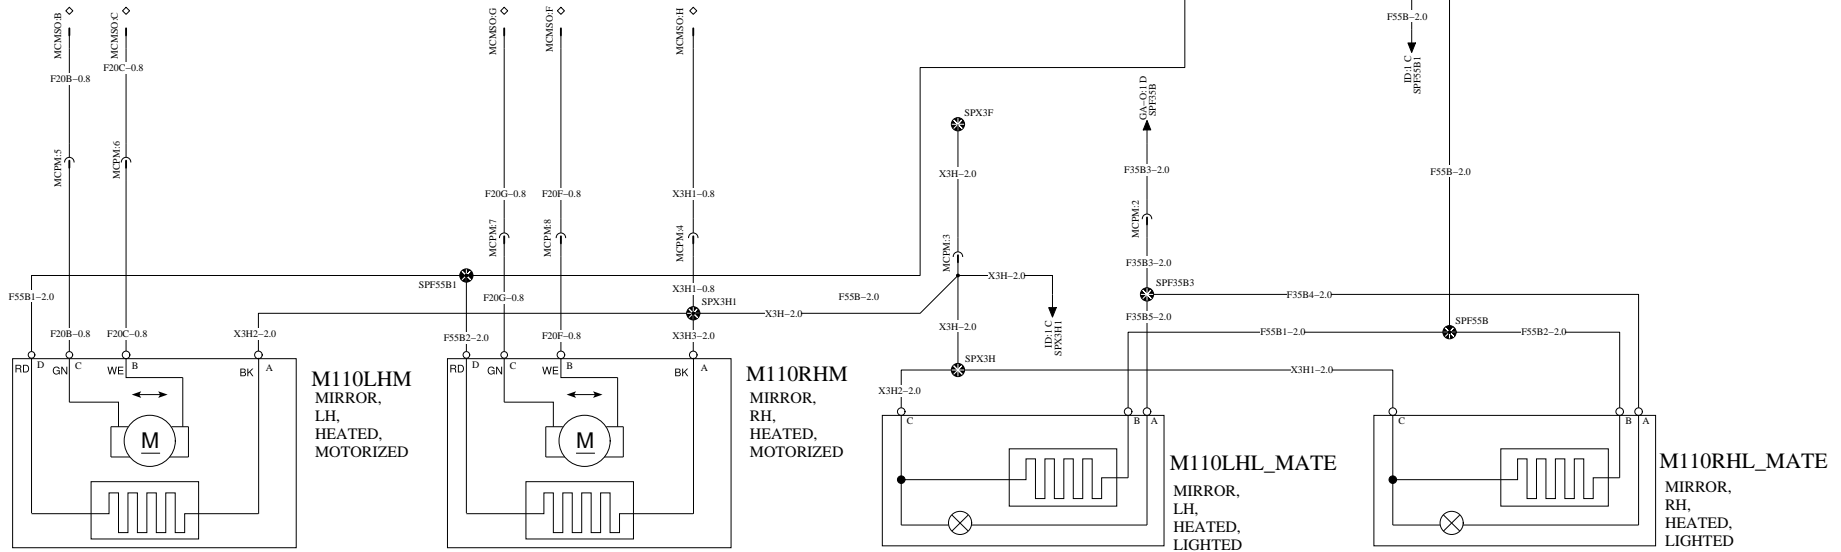 MCMSO:B
MCMSO:C
MCMSO:G
MCMSO:F
MCMSO:H
F55B-2.0
F20B-0.8
F20C-0.8
ID:1 C
SPF55B1
GA-O:1 D
SPF35B
SPX3F
MCPM:5
MCPM:6
X3H-2.0
F35B3-2.0
F55B-2.0
F20G-0.8
F20F-0.8
X3H1-0.8
MCPM:7
MCPM:8
MCPM:4
MCPM:3
MCPM:2
F35B3-2.0
SPF55B1
X3H-2.0
SPF35B3
F55B1-2.0
F20G-0.8
X3H1-0.8
SPX3H1
F55B-2.0
F35B4-2.0
X3H-2.0
F35B5-2.0
X3H-2.0
ID:1 C
SPX3H1
SPF55B
F20B-0.8
F20C-0.8
X3H2-2.0
F55B2-2.0
F20F-0.8
X3H3-2.0
F55B1-2.0
F55B2-2.0
SPX3H
X3H1-2.0
X3H2-2.0
RD
D
GN
C
WE
B
BK
A
M110LHM
MIRROR,
LH,
HEATED,
MOTORIZED
M
RD
D
GN
C
WE
B
BK
A
M110RHM
MIRROR,
RH,
HEATED,
MOTORIZED
M
C
B
A
M110LHL_MATE
MIRROR,
LH,
HEATED,
LIGHTED
C
B
A
M110RHL_MATE
MIRROR,
RH,
HEATED,
LIGHTED